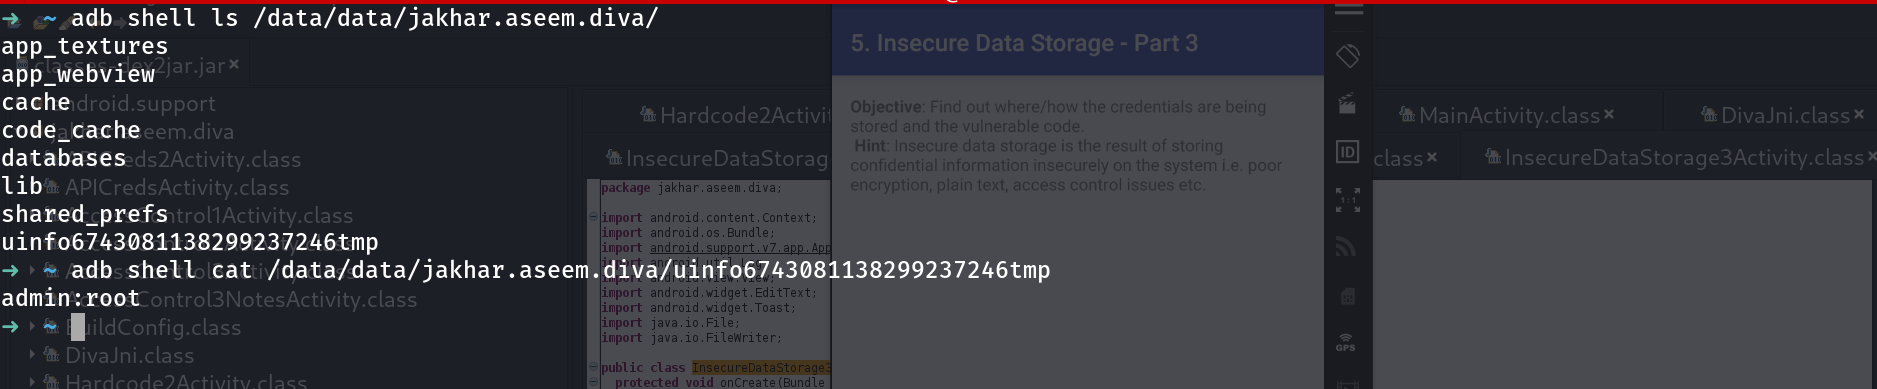 ➜ ~ adb shell ls /data/data/jakhar.aseem.diva/
app_textures
app_webview
cache
code_cache
databases
lib
shared_prefs
uinfo6743081138299237246tmp
➜ ~ adb shell cat /data/data/jakhar.aseem.diva/uinfo6743081138299237246tmp
admin:root
➜ ~
classes-dex2jar.jar
android.support
jakhar.aseem.diva
APICreds2Activity.class
APICredsActivity.class
AccessControl1Activity.class
AccessControl3NotesActivity.class
BuildConfig.class
DivaJni.class
Hardcode2Activity.class
Hardcode2Activit
InsecureDataStorag
package jakhar.aseem.diva;
import android.content.Context;
import android.os.Bundle;
import android.support.v7.app.App
import android.view.View;
import android.widget.EditText;
import android.widget.Toast;
import java.io.File;
import java.io.FileWriter;
public class InsecureDataStorage3
protected void onCreate(Bundle
5. Insecure Data Storage - Part 3
Objective: Find out where/how the credentials are being
stored and the vulnerable code.
Hint: Insecure data storage is the result of storing
confidential information insecurely on the system i.e. poor
encryption, plain text, access control issues etc.
ID
1:1
GPS
MainActivity.class
DivaJni.class
class
InsecureDataStorage3Activity.class